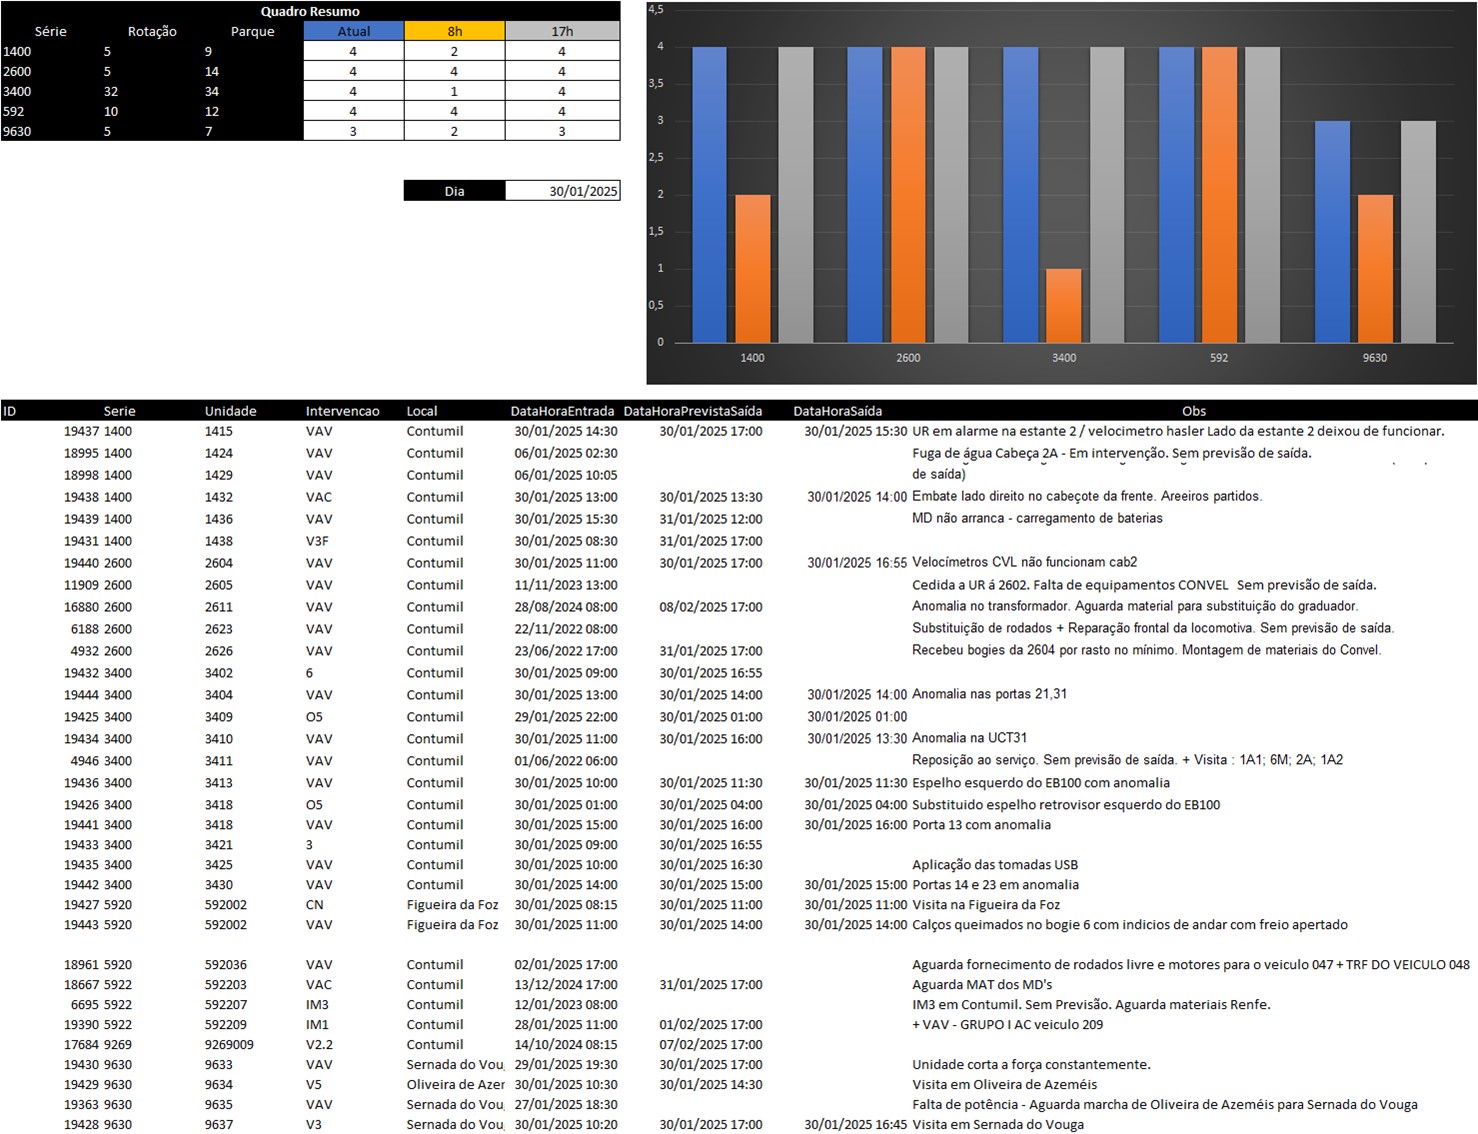 Quadro Resumo
Série Rotação Parque Atual 8h 17h
1400 5 9 4 2 4
2600 5 14 4 4 4
3400 32 34 4 1 4
592 10 12 4 4 4
9630 5 7 3 2 3
Dia 30/01/2025
4,5
4
3,5
3
2,5
2
1,5
1
0,5
0
1400 2600 3400 592 9630
ID Serie Unidade Intervencao Local DataHoraEntrada DataHoraPrevistaSaída DataHoraSaída Obs
19437 1400 1415 VAV Contumil 30/01/2025 14:30 30/01/2025 17:00 30/01/2025 15:30 UR em alarme na estante 2 / velocimetro hasler Lado da estante 2 deixou de funcionar.
18995 1400 1424 VAV Contumil 06/01/2025 02:30 Fuga de água Cabeça 2A - Em intervenção. Sem previsão de saída.
18998 1400 1429 VAV Contumil 06/01/2025 10:05 de saída)
19438 1400 1432 VAC Contumil 30/01/2025 13:00 30/01/2025 13:30 30/01/2025 14:00 Embate lado direito no cabeçote da frente. Areeiros partidos.
19439 1400 1436 VAV Contumil 30/01/2025 15:30 31/01/2025 12:00 MD não arranca - carregamento de baterias
19431 1400 1438 V3F Contumil 30/01/2025 08:30 31/01/2025 17:00
19440 2600 2604 VAV Contumil 30/01/2025 11:00 30/01/2025 17:00 30/01/2025 16:55 Velocímetros CVL não funcionam cab2
11909 2600 2605 VAV Contumil 11/11/2023 13:00 Cedida a UR á 2602. Falta de equipamentos CONVEL  Sem previsão de saída.
16880 2600 2611 VAV Contumil 28/08/2024 08:00 08/02/2025 17:00 Anomalia no transformador. Aguarda material para substituição do graduador.
6188 2600 2623 VAV Contumil 22/11/2022 08:00 Substituição de rodados + Reparação frontal da locomotiva. Sem previsão de saída.
4932 2600 2626 VAV Contumil 23/06/2022 17:00 31/01/2025 17:00 Recebeu bogies da 2604 por rasto no mínimo. Montagem de materiais do Convel.
19432 3400 3402 6 Contumil 30/01/2025 09:00 30/01/2025 16:55
19444 3400 3404 VAV Contumil 30/01/2025 13:00 30/01/2025 14:00 30/01/2025 14:00 Anomalia nas portas 21,31
19425 3400 3409 O5 Contumil 29/01/2025 22:00 30/01/2025 01:00 30/01/2025 01:00
19434 3400 3410 VAV Contumil 30/01/2025 11:00 30/01/2025 16:00 30/01/2025 13:30 Anomalia na UCT31
4946 3400 3411 VAV Contumil 01/06/2022 06:00 Reposição ao serviço. Sem previsão de saída. + Visita : 1A1; 6M; 2A; 1A2
19436 3400 3413 VAV Contumil 30/01/2025 10:00 30/01/2025 11:30 30/01/2025 11:30 Espelho esquerdo do EB100 com anomalia
19426 3400 3418 O5 Contumil 30/01/2025 01:00 30/01/2025 04:00 30/01/2025 04:00 Substituido espelho retrovisor esquerdo do EB100
19441 3400 3418 VAV Contumil 30/01/2025 15:00 30/01/2025 16:00 30/01/2025 16:00 Porta 13 com anomalia
19433 3400 3421 3 Contumil 30/01/2025 09:00 30/01/2025 16:55
19435 3400 3425 VAV Contumil 30/01/2025 10:00 30/01/2025 16:30 Aplicação das tomadas USB
19442 3400 3430 VAV Contumil 30/01/2025 14:00 30/01/2025 15:00 30/01/2025 15:00 Portas 14 e 23 em anomalia
19427 5920 592002 CN Figueira da Foz 30/01/2025 08:15 30/01/2025 11:00 30/01/2025 11:00 Visita na Figueira da Foz
19443 5920 592002 VAV Figueira da Foz 30/01/2025 11:00 30/01/2025 14:00 30/01/2025 14:00 Calços queimados no bogie 6 com indicios de andar com freio apertado
18961 5920 592036 VAV Contumil 02/01/2025 17:00 Aguarda fornecimento de rodados livre e motores para o veiculo 047 + TRF DO VEICULO 048
18667 5922 592203 VAC Contumil 13/12/2024 17:00 31/01/2025 17:00 Aguarda MAT dos MD's
6695 5922 592207 IM3 Contumil 12/01/2023 08:00 IM3 em Contumil. Sem Previsão. Aguarda materiais Renfe.
19390 5922 592209 IM1 Contumil 28/01/2025 11:00 01/02/2025 17:00 + VAV - GRUPO I AC veiculo 209
17684 9269 9269009 V2.2 Contumil 14/10/2024 08:15 07/02/2025 17:00
19430 9630 9633 VAV Sernada do Vou 29/01/2025 19:30 30/01/2025 17:00 Unidade corta a força constantemente.
19429 9630 9634 V5 Oliveira de Azer 30/01/2025 10:30 30/01/2025 14:30 Visita em Oliveira de Azeméis
19363 9630 9635 VAV Sernada do Vou 27/01/2025 18:30 Falta de potência - Aguarda marcha de Oliveira de Azeméis para Sernada do Vouga
19428 9630 9637 V3 Sernada do Vou 30/01/2025 10:20 30/01/2025 17:00 30/01/2025 16:45 Visita em Sernada do Vouga